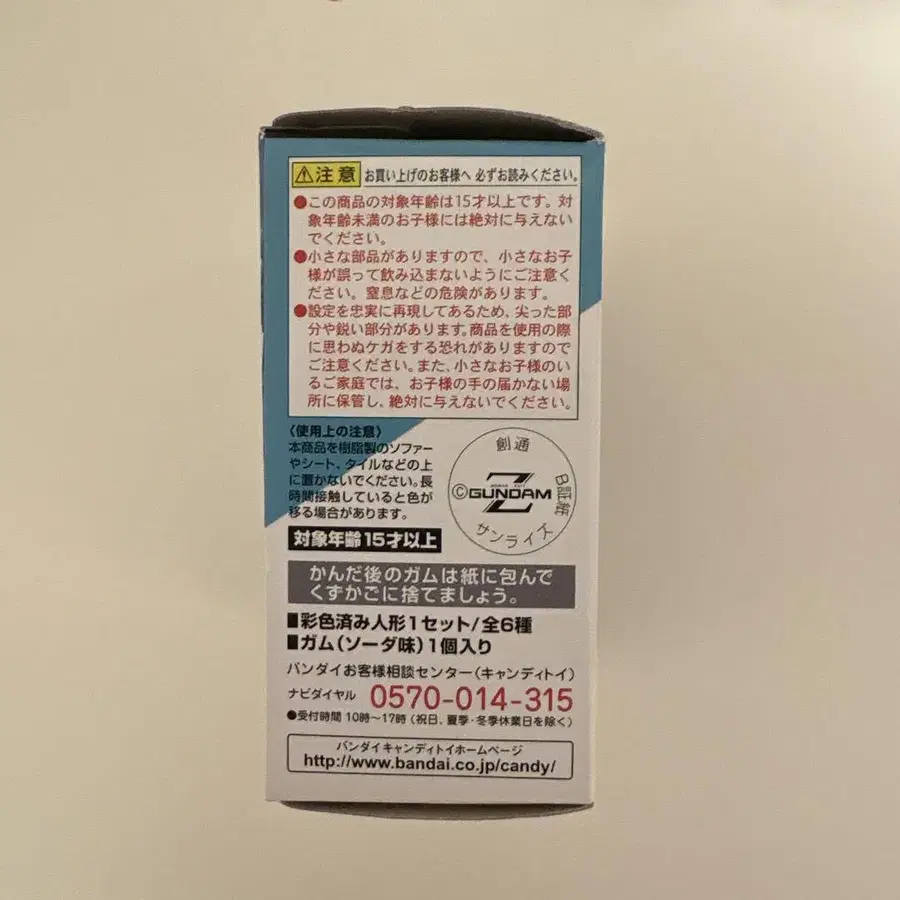 注意 お買い上げのお客様へ 必ずお読みください。
●この商品の対象年齢は15才以上です。対
象年齢未満のお子様には絶対に与えない
でください。
●小さな部品がありますので、小さなお子
様が誤って飲み込まないようにご注意く
ださい。窒息などの危険があります。
●設定を忠実に再現してあるため、尖った部
分や鋭い部分があります。商品を使用の際
に思わぬケガをする恐れがありますので
ご注意ください。また、小さなお子様のい
るご家庭では、お子様の手の届かない場
所に保管し、絶対に与えないでください。
〈使用上の注意〉
本商品を樹脂製のソファー
やシート、タイルなどの上
に置かないでください。長
時間接触していると色が
移る場合があります。
創通
©GUNDAM Z
サンライズ
B証紙
対象年齢15才以上
かんだ後のガムは紙に包んで
くずかごに捨てましょう。
■彩色済み人形1セット/全6種
■ガム(ソーダ味)1個入り
バンダイお客様相談センター(キャンディトイ)
ナビダイヤル 0570-014-315
●受付時間 10時〜17時(祝日、夏季・冬季休業日を除く)
バンダイキャンディトイホームページ
http://www.bandai.co.jp/candy/